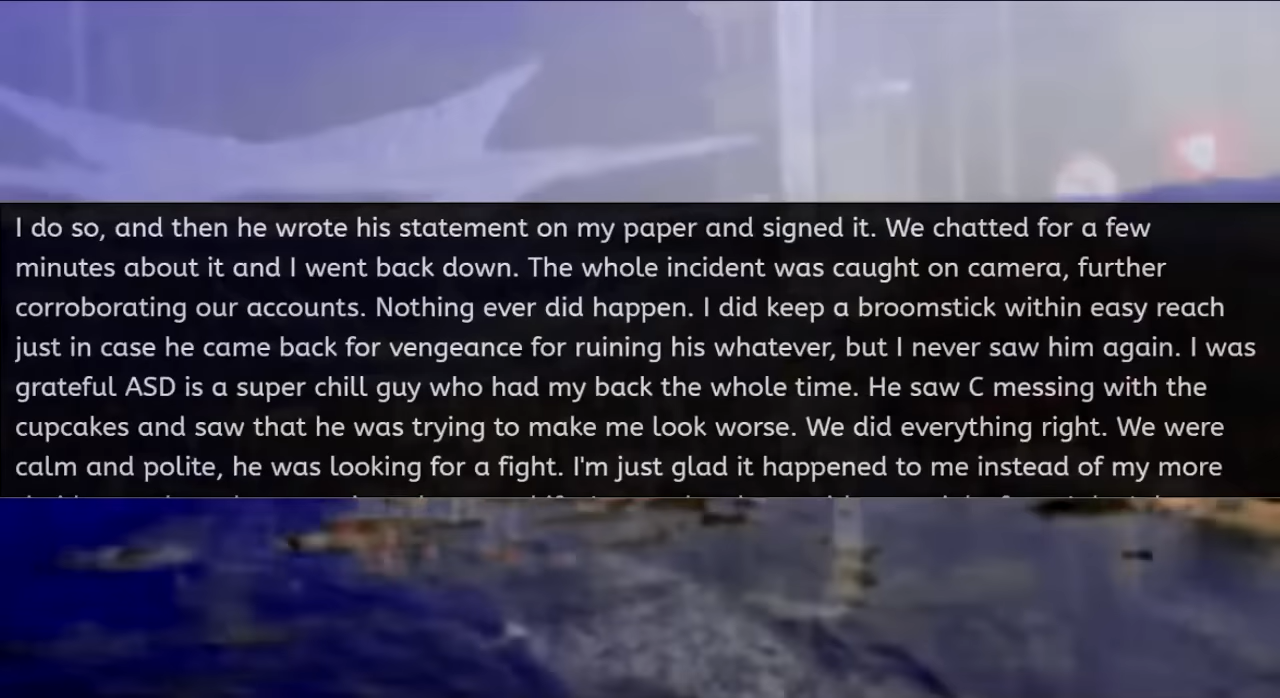 I do so, and then he wrote his statement on my paper and signed it. We chatted for a few
minutes about it and I went back down. The whole incident was caught on camera, further
corroborating our accounts. Nothing ever did happen. I did keep a broomstick within easy reach
just in case he came back for vengeance for ruining his whatever, but I never saw him again. I was
grateful ASD is a super chill guy who had my back the whole time. He saw C messing with the
cupcakes and saw that he was trying to make me look worse. We did everything right. We were
calm and polite, he was looking for a fight. I'm just glad it happened to me instead of my more